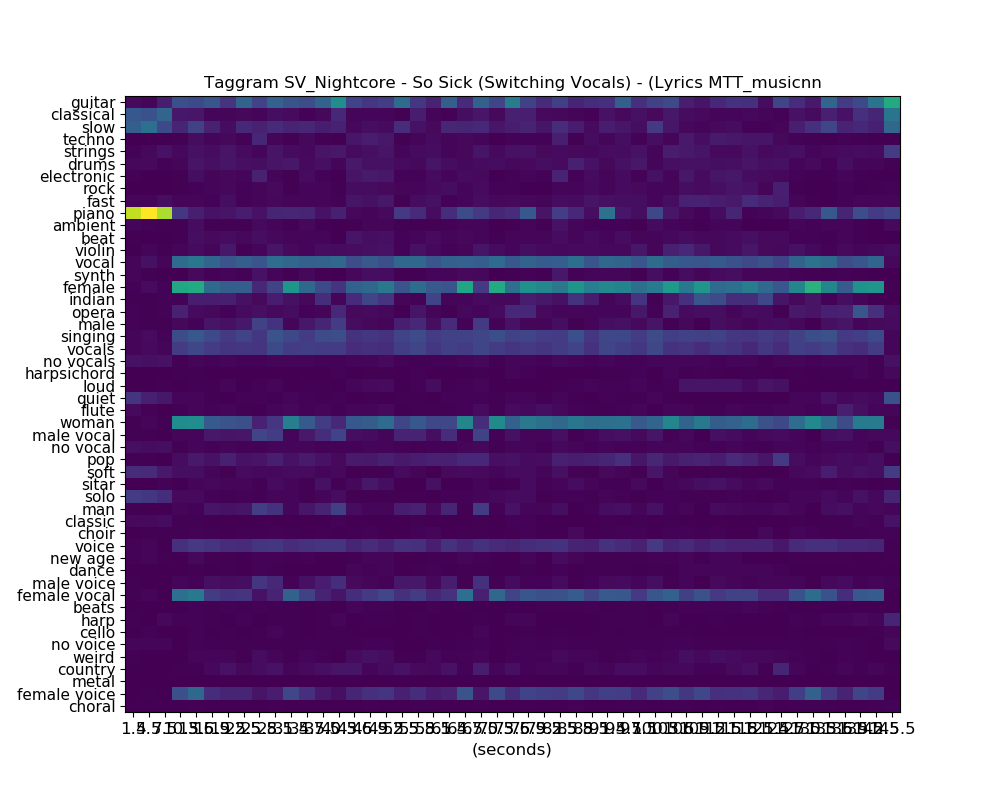 Taggram SV_Nightcore - So Sick (Switching Vocals) - (Lyrics MTT_musicnn
guitar
classical
slow
techno
strings
drums
electronic
rock
fast
piano
ambient
beat
violin
vocal
synth
female
indian
opera
male
singing
vocals
no vocals
harpsichord
loud
quiet
flute
woman
male vocal
no vocal
pop
soft
sitar
solo
man
classic
choir
voice
new age
dance
male voice
female vocal
beats
harp
cello
no voice
weird
country
metal
female voice
choral
(seconds)